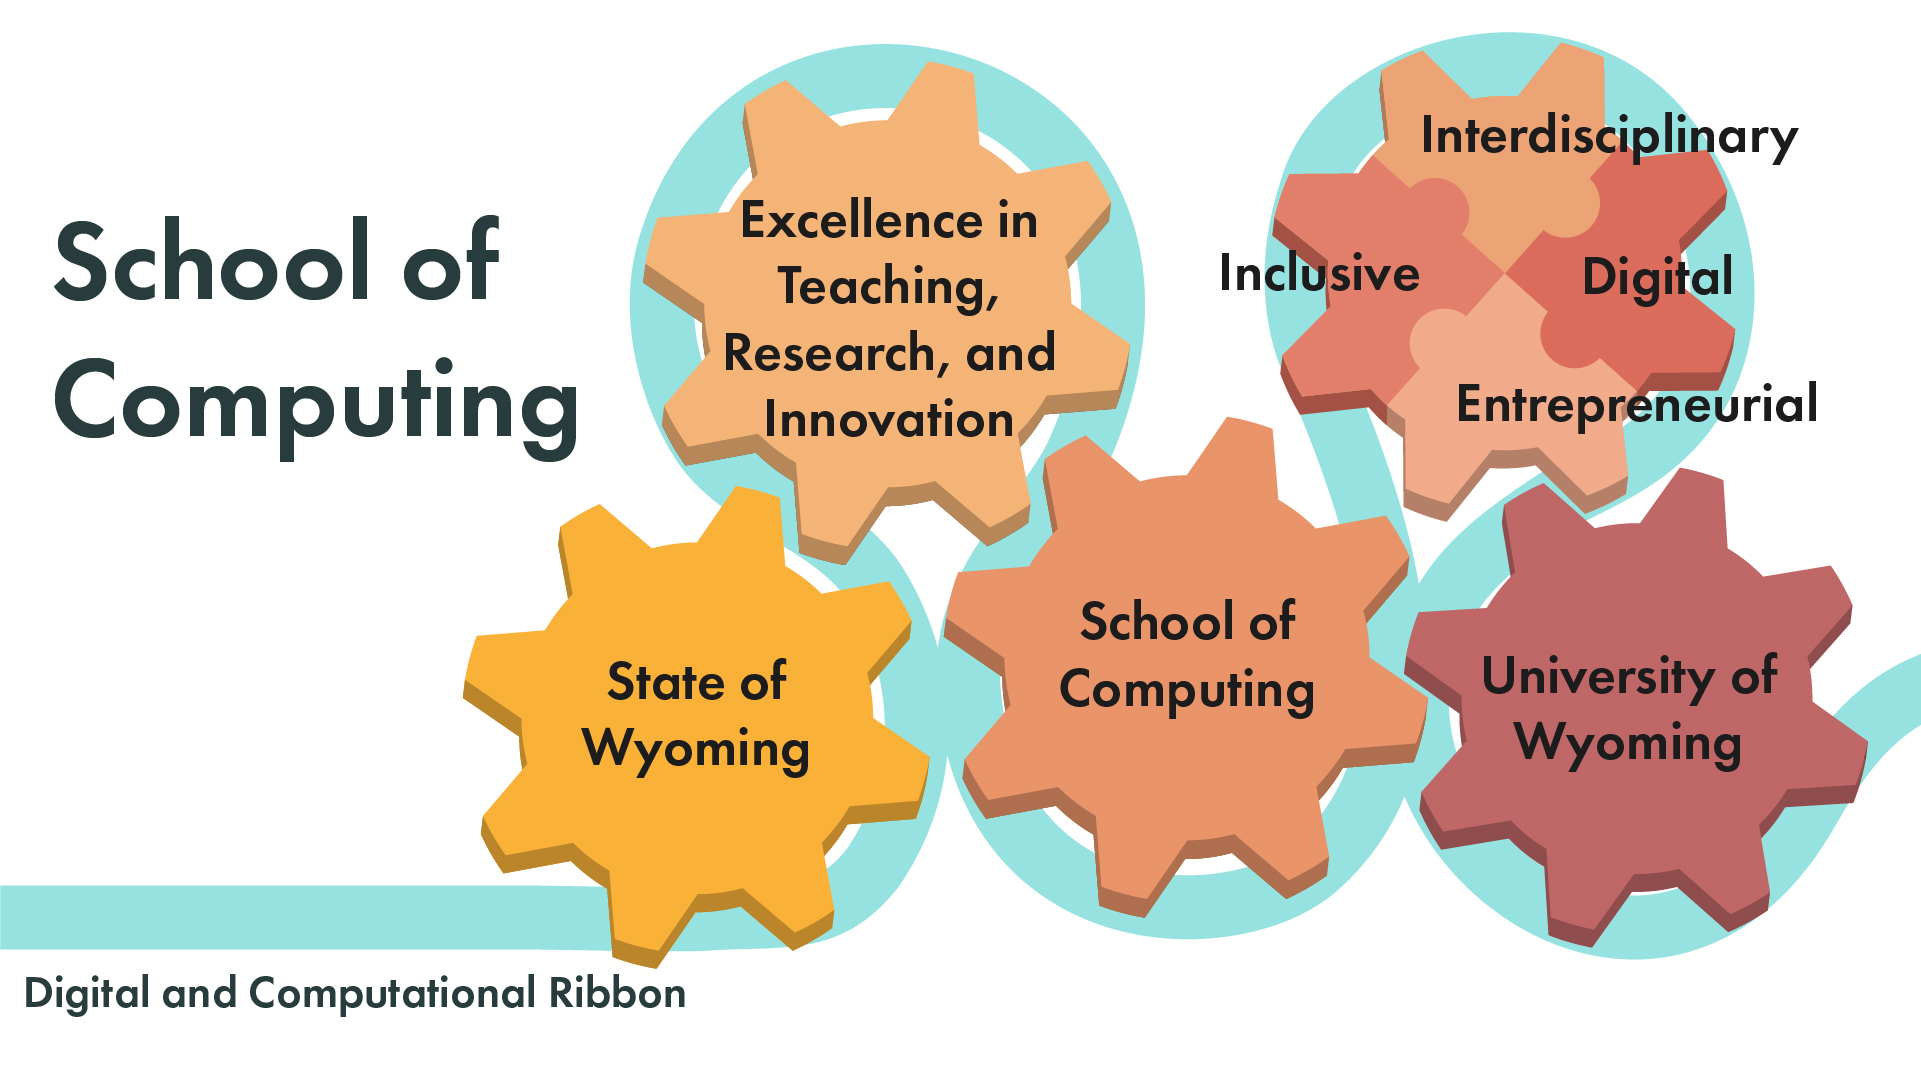 School of
Computing
Excellence in
Teaching,
Research, and
Innovation
Interdisciplinary
Inclusive
Digital
Entrepreneurial
State of
Wyoming
School of
Computing
University of
Wyoming
Digital and Computational Ribbon